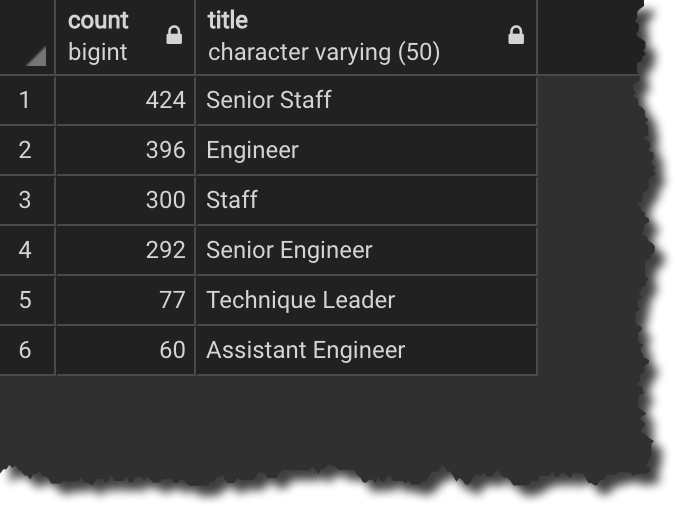 count title
bigint character varying (50)
1 424 Senior Staff
2 396 Engineer
3 300 Staff
4 292 Senior Engineer
5 77 Technique Leader
6 60 Assistant Engineer